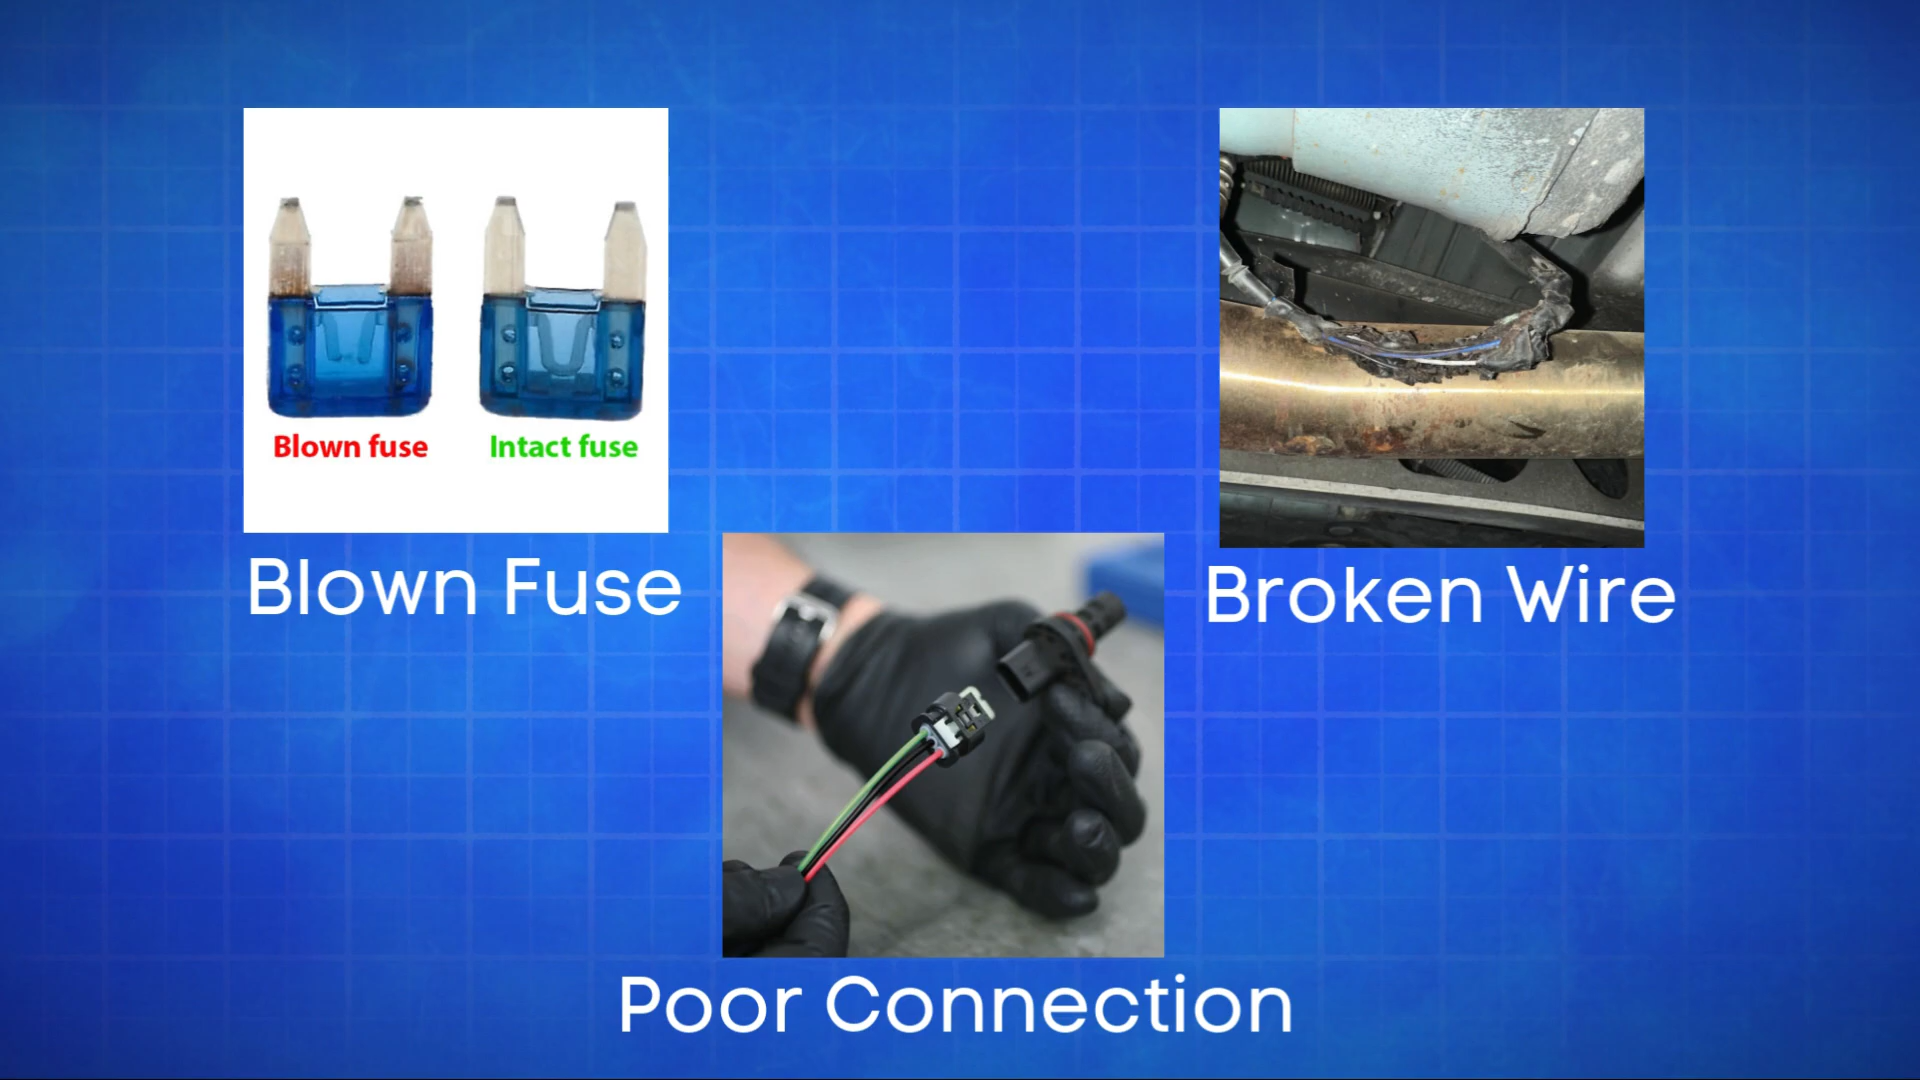 Blown fuse
Intact fuse
Blown Fuse
Broken Wire
Poor Connection